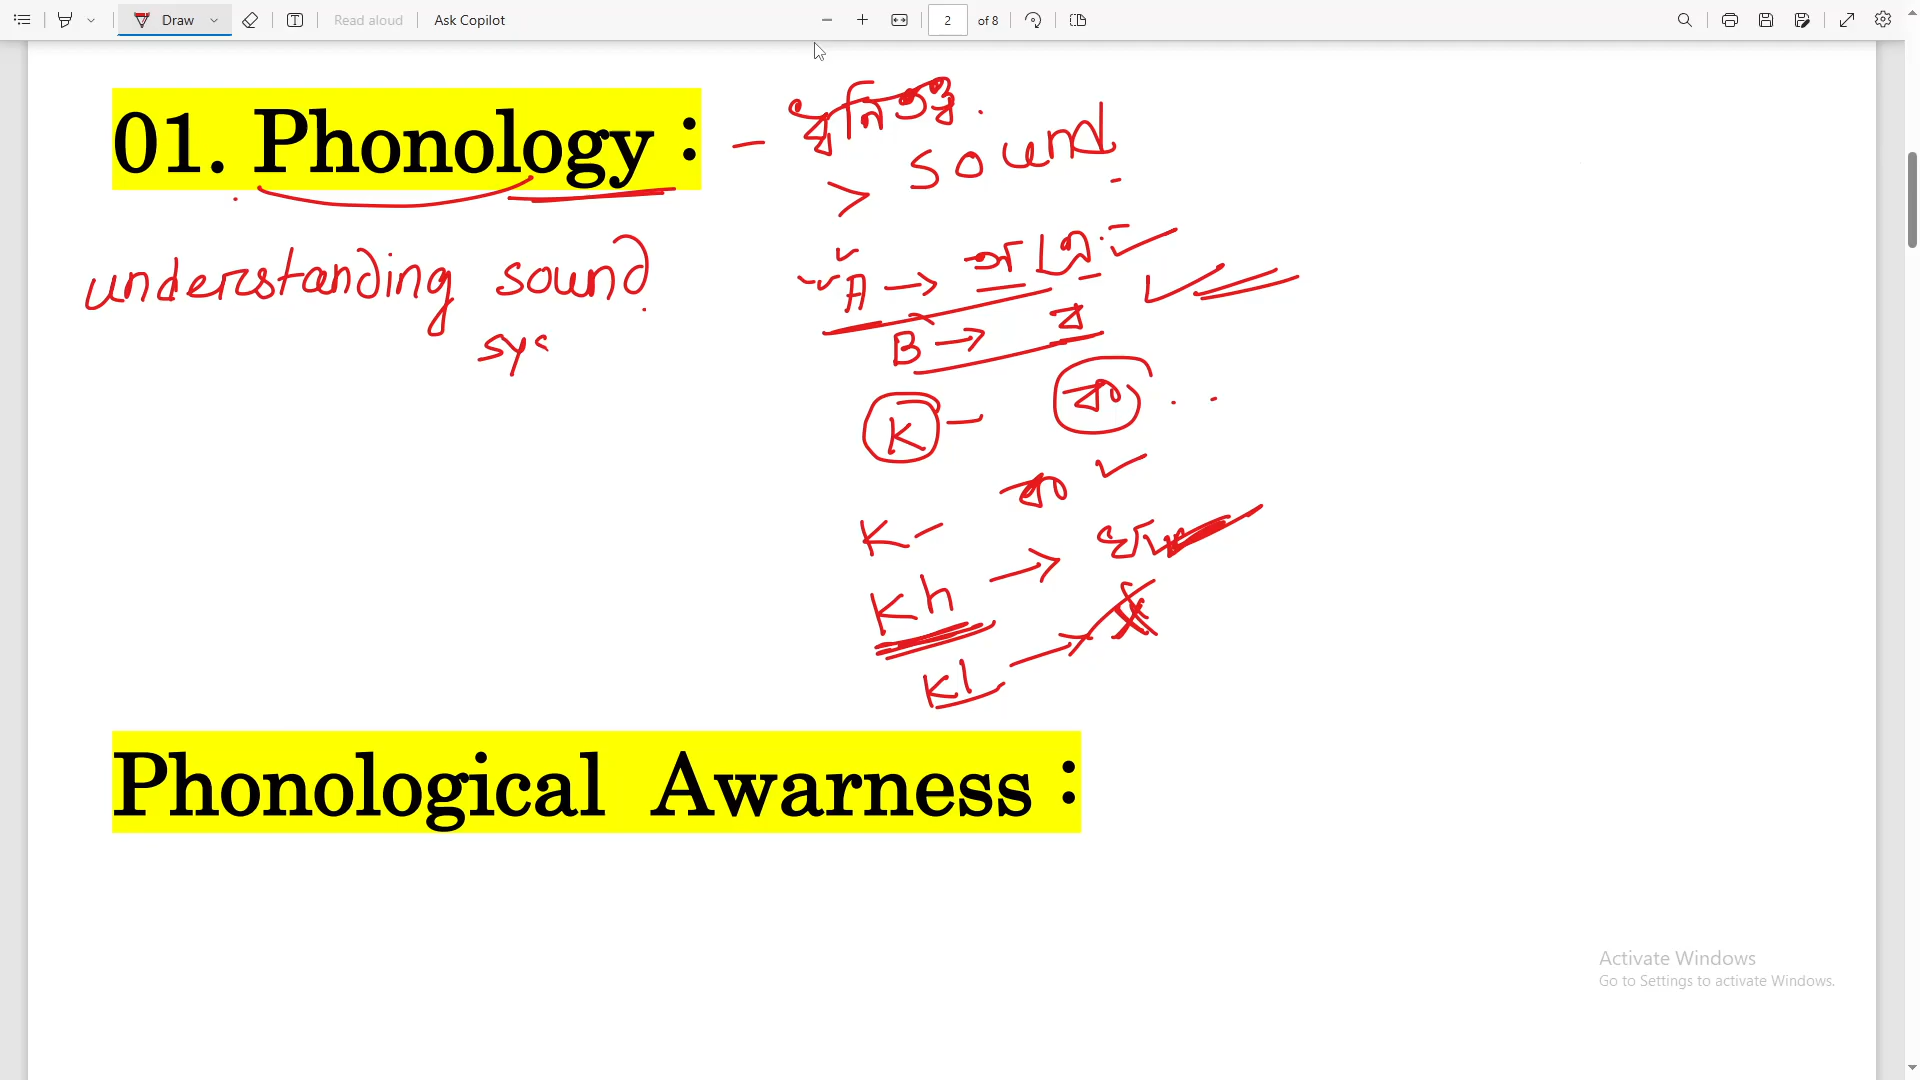 Draw
Read aloud
Ask Copilot
2 of 8
01. Phonology :
- ধ্বনিতত্ত্ব.
> sound
understanding sound
sys
A →
B → ব
K - ক
K - ক
Kh → খ
Kl →
Phonological Awarness :
Activate Windows
Go to Settings to activate Windows.